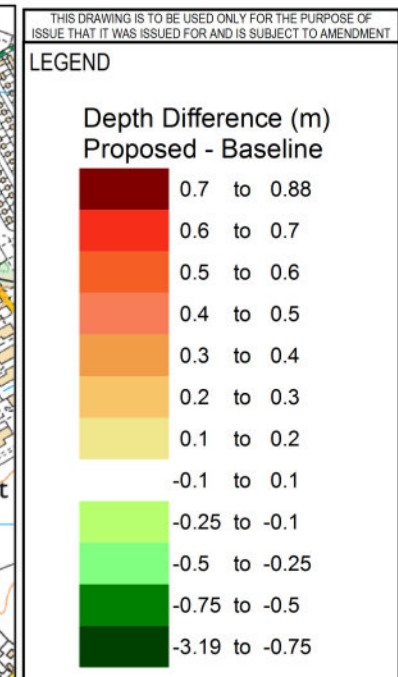 THIS DRAWING IS TO BE USED ONLY FOR THE PURPOSE OF
ISSUE THAT IT WAS ISSUED FOR AND IS SUBJECT TO AMENDMENT
LEGEND
Depth Difference (m)
Proposed - Baseline
0.7 to 0.88
0.6 to 0.7
0.5 to 0.6
0.4 to 0.5
0.3 to 0.4
0.2 to 0.3
0.1 to 0.2
-0.1 to 0.1
-0.25 to -0.1
-0.5 to -0.25
-0.75 to -0.5
-3.19 to -0.75